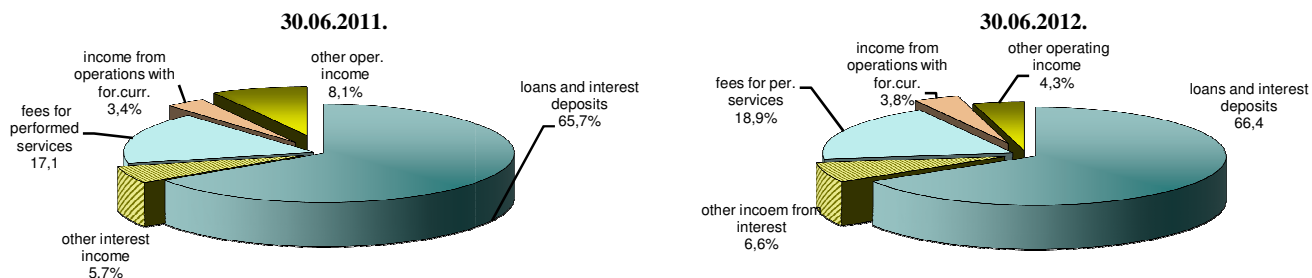 30.06.2011.
income from
operations with
for.curr.
3,4%
other oper.
income
8,1%
loans and interest
deposits
65,7%
fees for
performed
services
17,1
other interest
income
5,7%
30.06.2012.
income from
operations with
for.curr.
3,8%
other operating
income
4,3%
loans and interest
deposits
66,4
fees for per.
services
18,9%
other incoem from
interest
6,6%